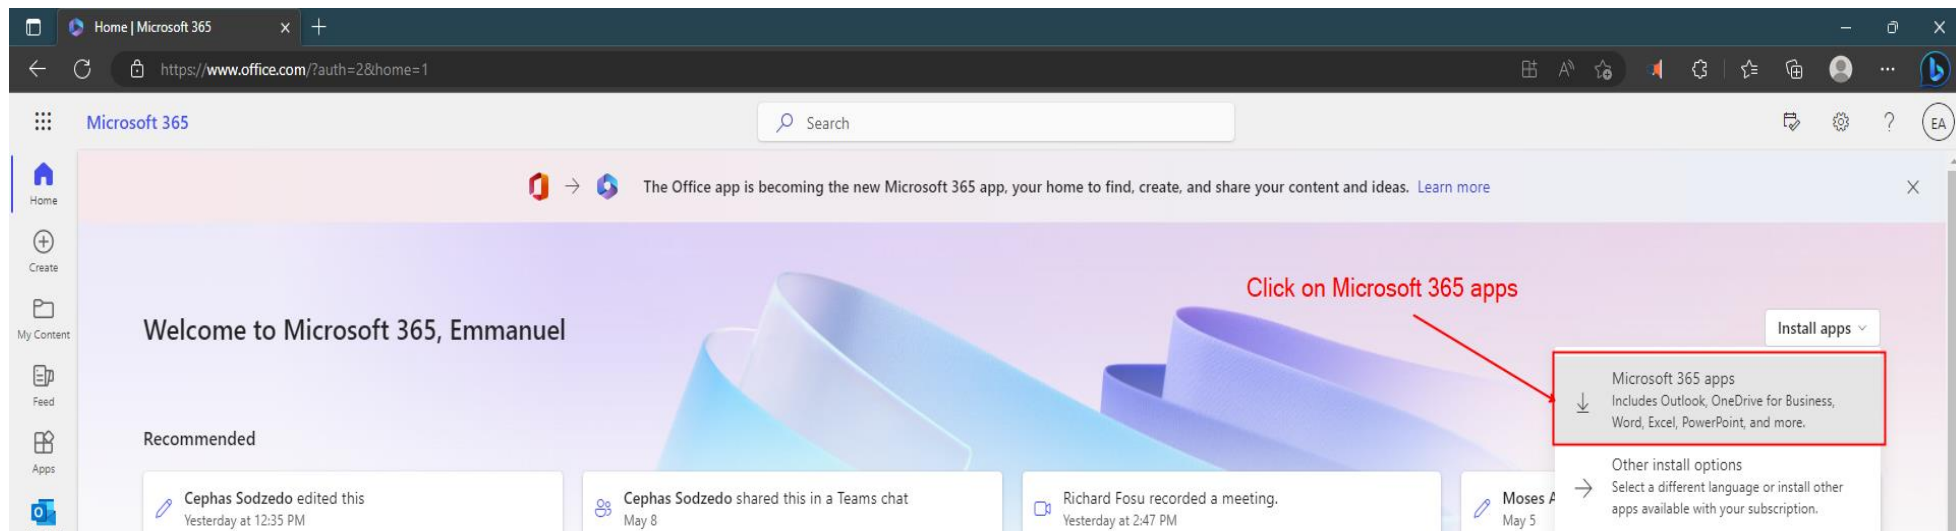 Home | Microsoft 365
https://www.office.com/?auth=2&home=1
Microsoft 365
Search
EA
The Office app is becoming the new Microsoft 365 app, your home to find, create, and share your content and ideas. Learn more
Home
Create
My Content
Feed
Apps
Click on Microsoft 365 apps
Welcome to Microsoft 365, Emmanuel
Install apps
Microsoft 365 apps
Includes Outlook, OneDrive for Business,
Word, Excel, PowerPoint, and more.
Other install options
Select a different language or install other
apps available with your subscription.
Recommended
Cephas Sodzedo edited this
Yesterday at 12:35 PM
Cephas Sodzedo shared this in a Teams chat
May 8
Richard Fosu recorded a meeting.
Yesterday at 2:47 PM
Moses A
May 5